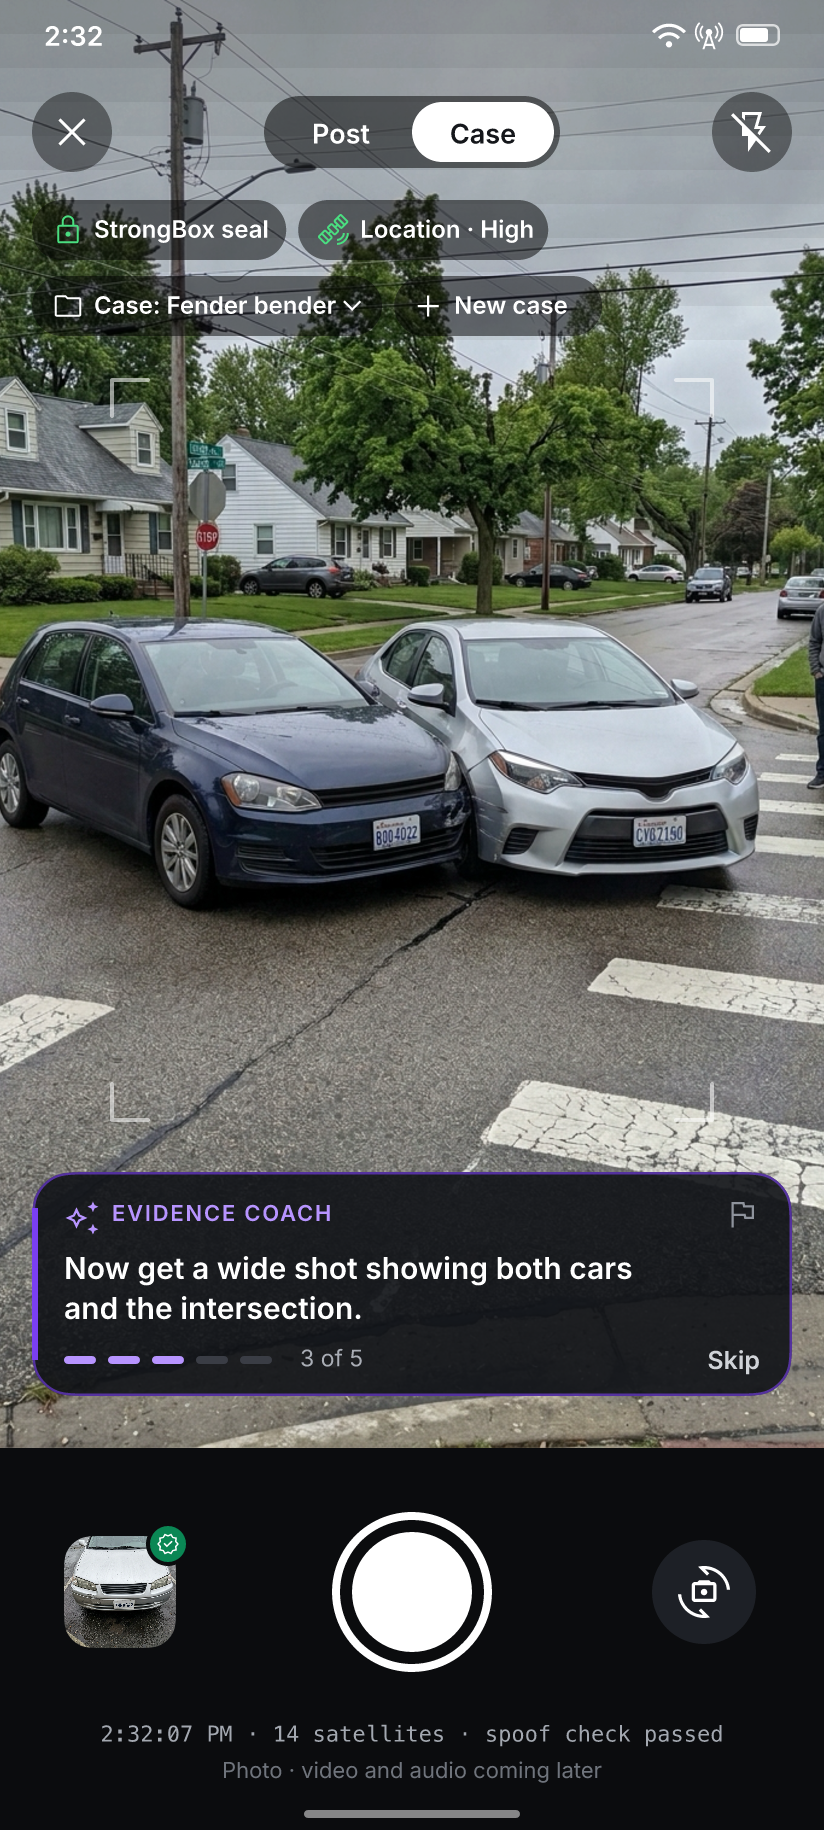 2:32
Post
Case
StrongBox seal
Location · High
Case: Fender bender
New case
CVB2150
EVIDENCE COACH
Now get a wide shot showing both cars
and the intersection.
3 of 5
Skip
2:32:07 PM · 14 satellites · spoof check passed
Photo · video and audio coming later